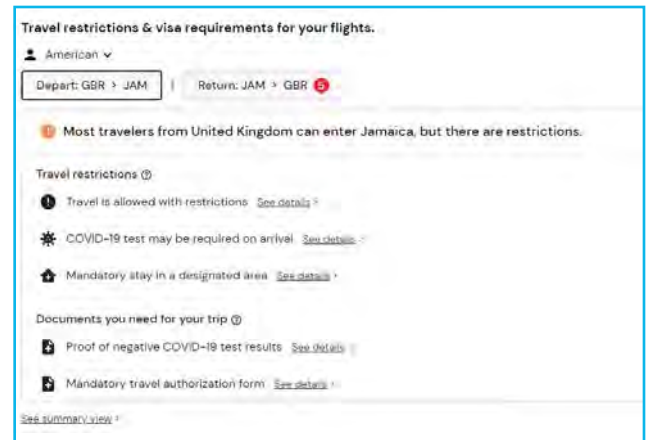 Travel restrictions & visa requirements for your flights.
American
Depart: GBR > JAM | Return: JAM > GBR 5
Most travelers from United Kingdom can enter Jamaica, but there are restrictions.
Travel restrictions
Travel is allowed with restrictions See details >
COVID-19 test may be required on arrival See details >
Mandatory stay in a designated area See details >
Documents you need for your trip
Proof of negative COVID-19 test results See details >
Mandatory travel authorization form See details >
See summary view >